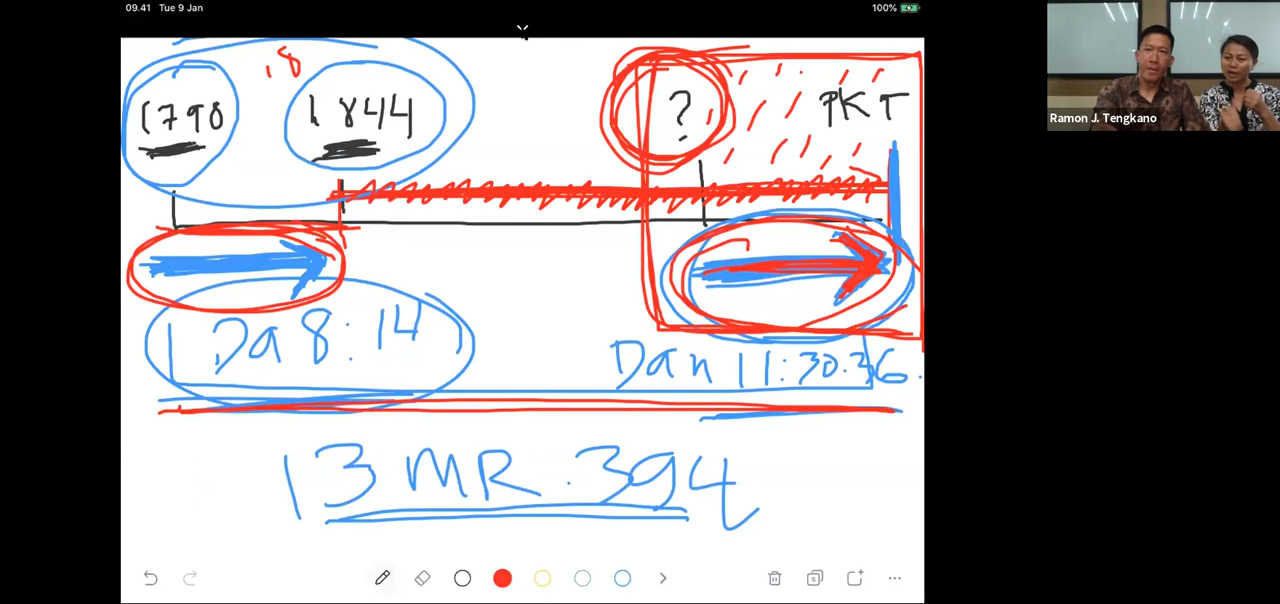 09.41 Tue 9 Jan
100%
1798 1844 ? PKT
Da 8:14
Dan 11:30.36.
13 MR.394
Ramon J. Tengkano